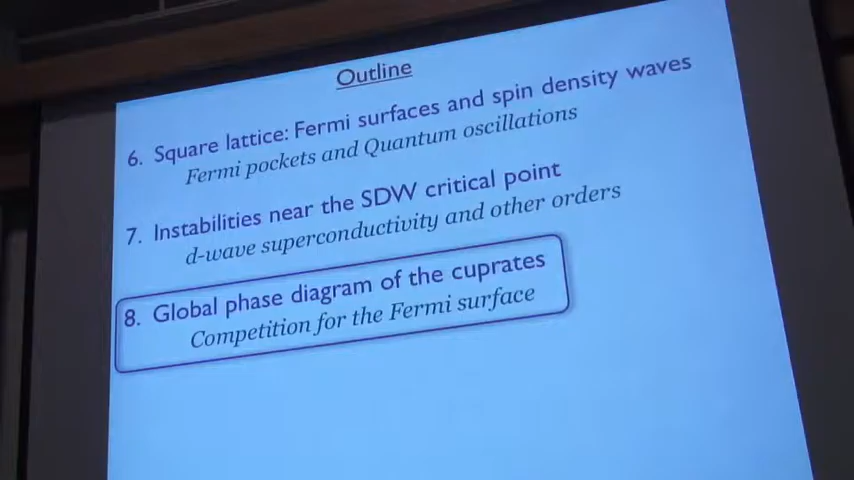 Outline
6. Square lattice: Fermi surfaces and spin density waves
Fermi pockets and Quantum oscillations
7. Instabilities near the SDW critical point
d-wave superconductivity and other orders
8. Global phase diagram of the cuprates
Competition for the Fermi surface